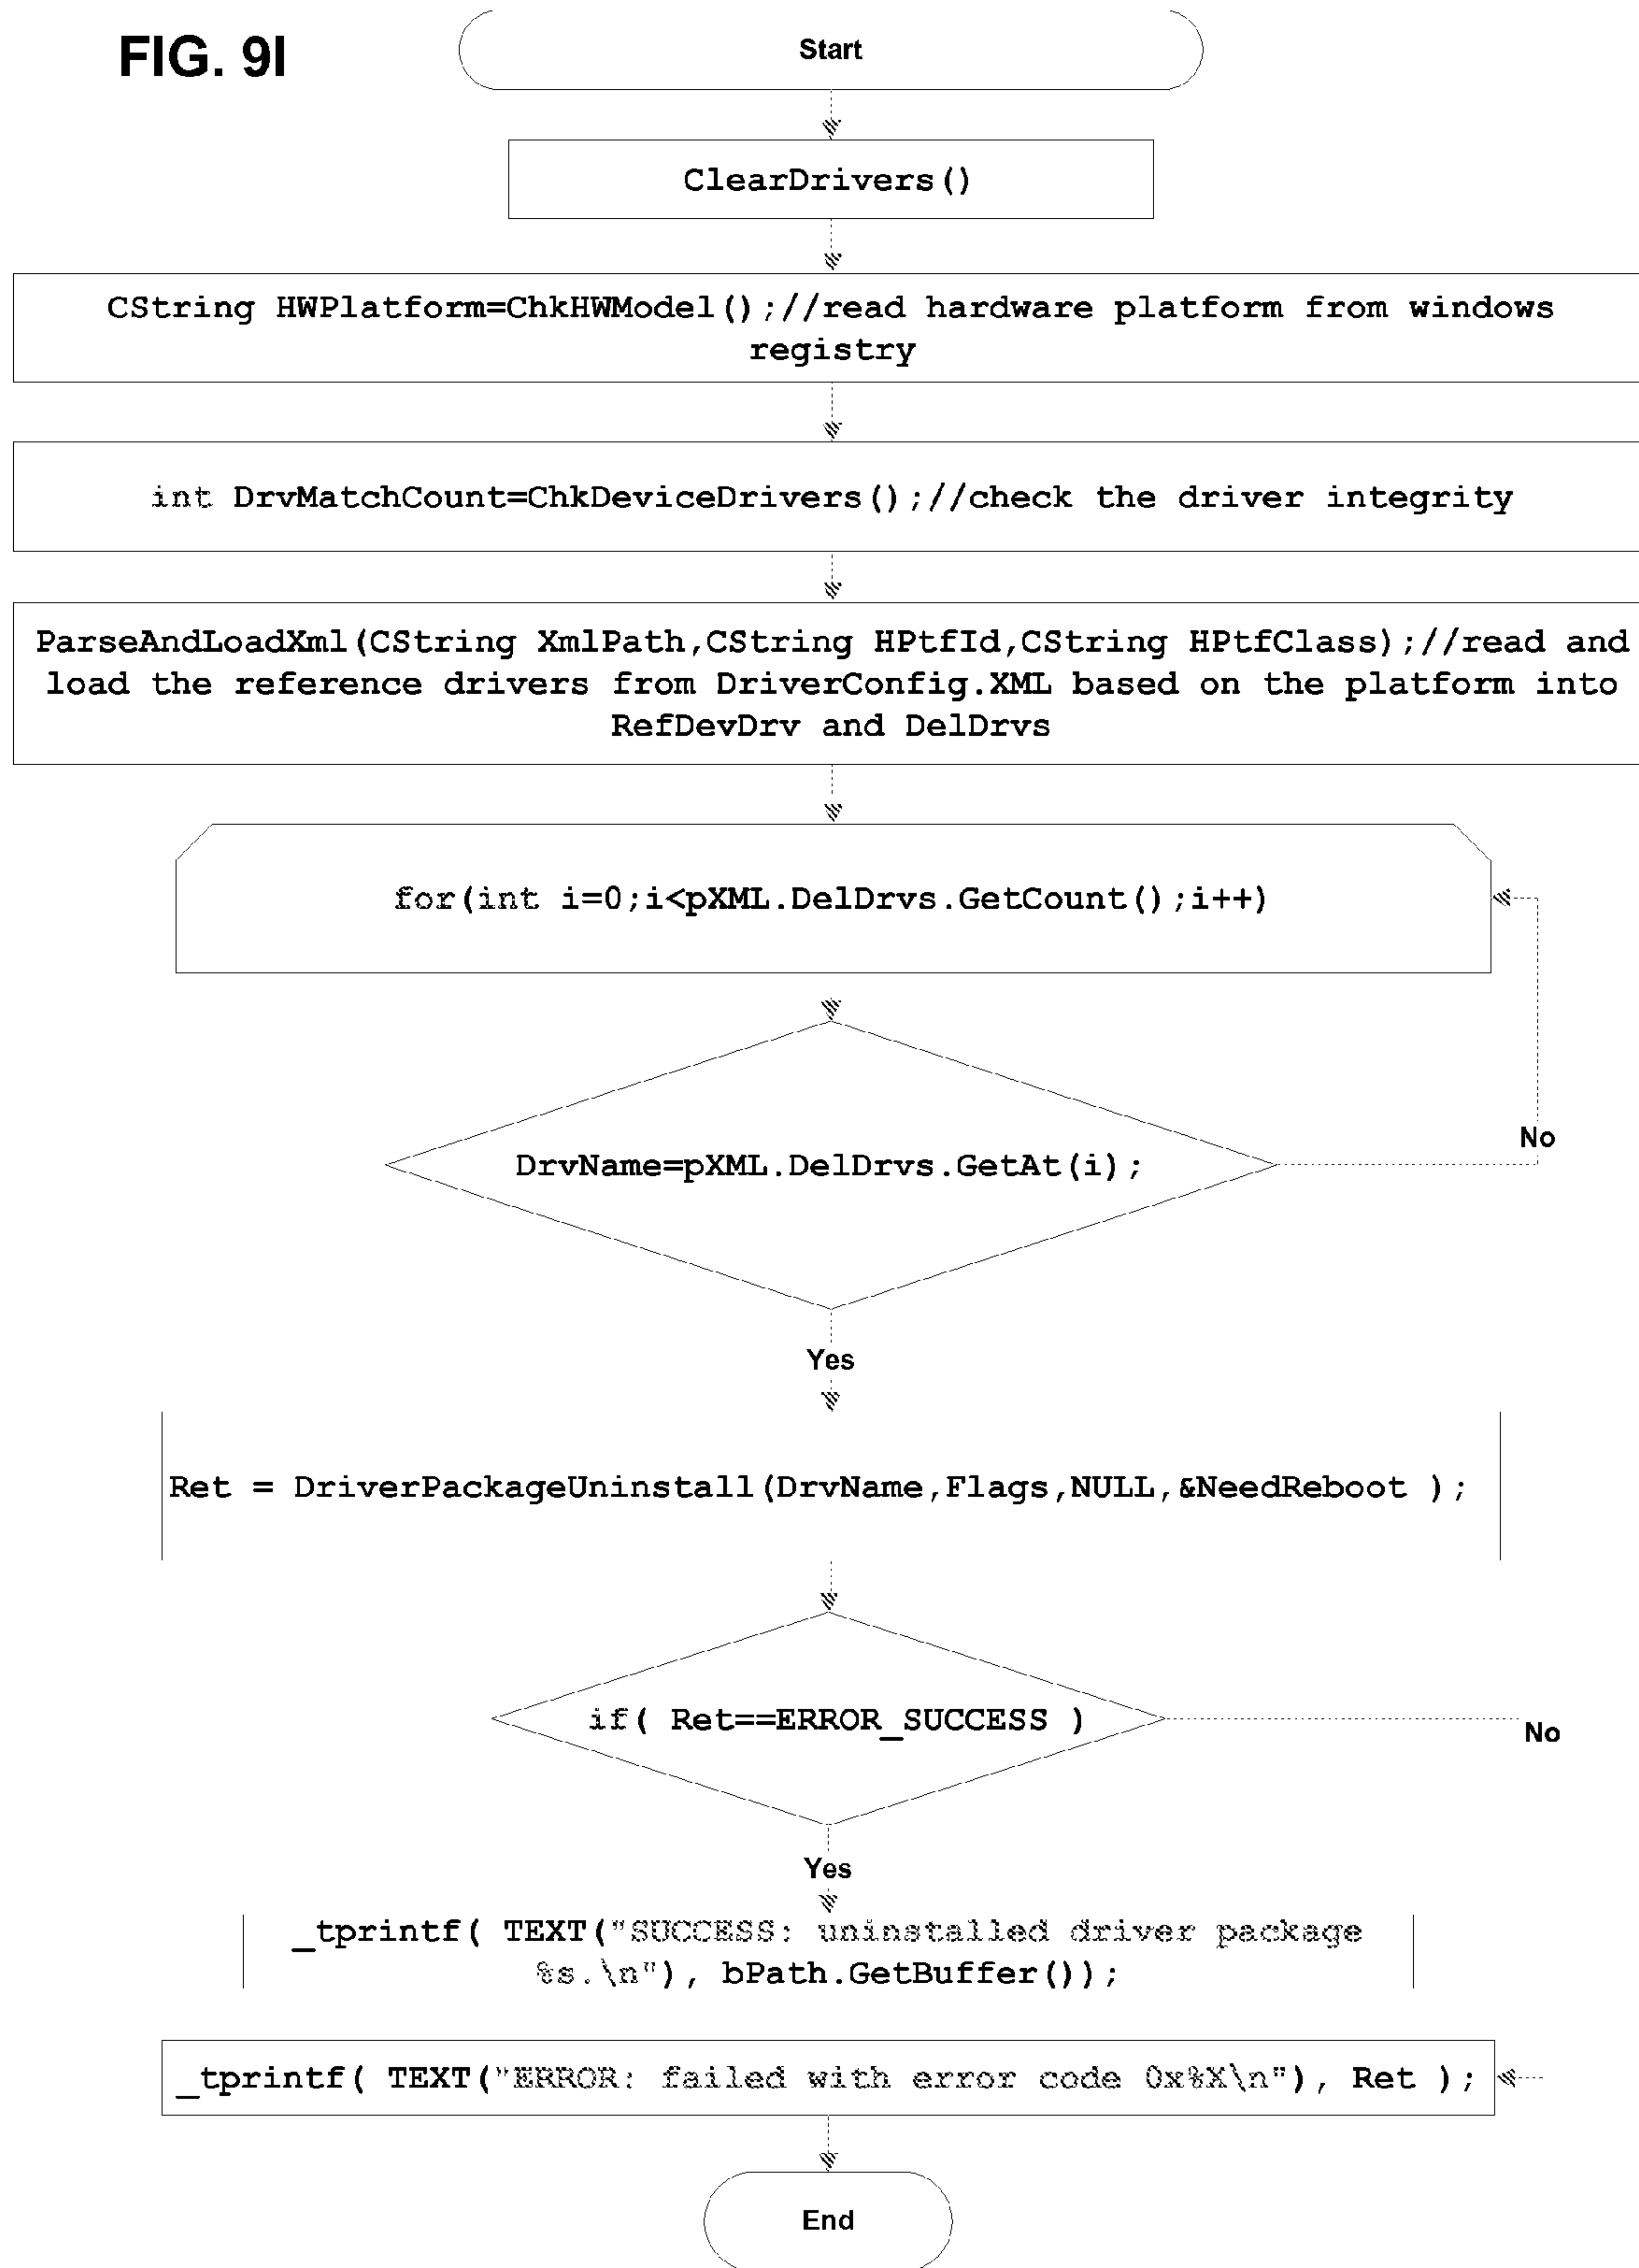 FIG. 9I
Start
ClearDrivers()
CString HWPlatform=ChkHWModel();//read hardware platform from windows
registry
int DrvMatchCount=ChkDeviceDrivers();//check the driver integrity
ParseAndLoadXml(CString XmlPath,CString HPtfId,CString HPtfClass);//read and
load the reference drivers from DriverConfig.XML based on the platform into
RefDevDrv and DelDrvs
for(int i=0;i<pXML.DelDrvs.GetCount();i++)
DrvName=pXML.DelDrvs.GetAt(i);
No
Yes
Ret = DriverPackageUninstall(DrvName,Flags,NULL,&NeedReboot );
if( Ret==ERROR_SUCCESS )
No
Yes
_tprintf( TEXT("SUCCESS: uninstalled driver package
%s.\n"), bPath.GetBuffer());
_tprintf( TEXT("ERROR: failed with error code 0x%X\n"), Ret );
End